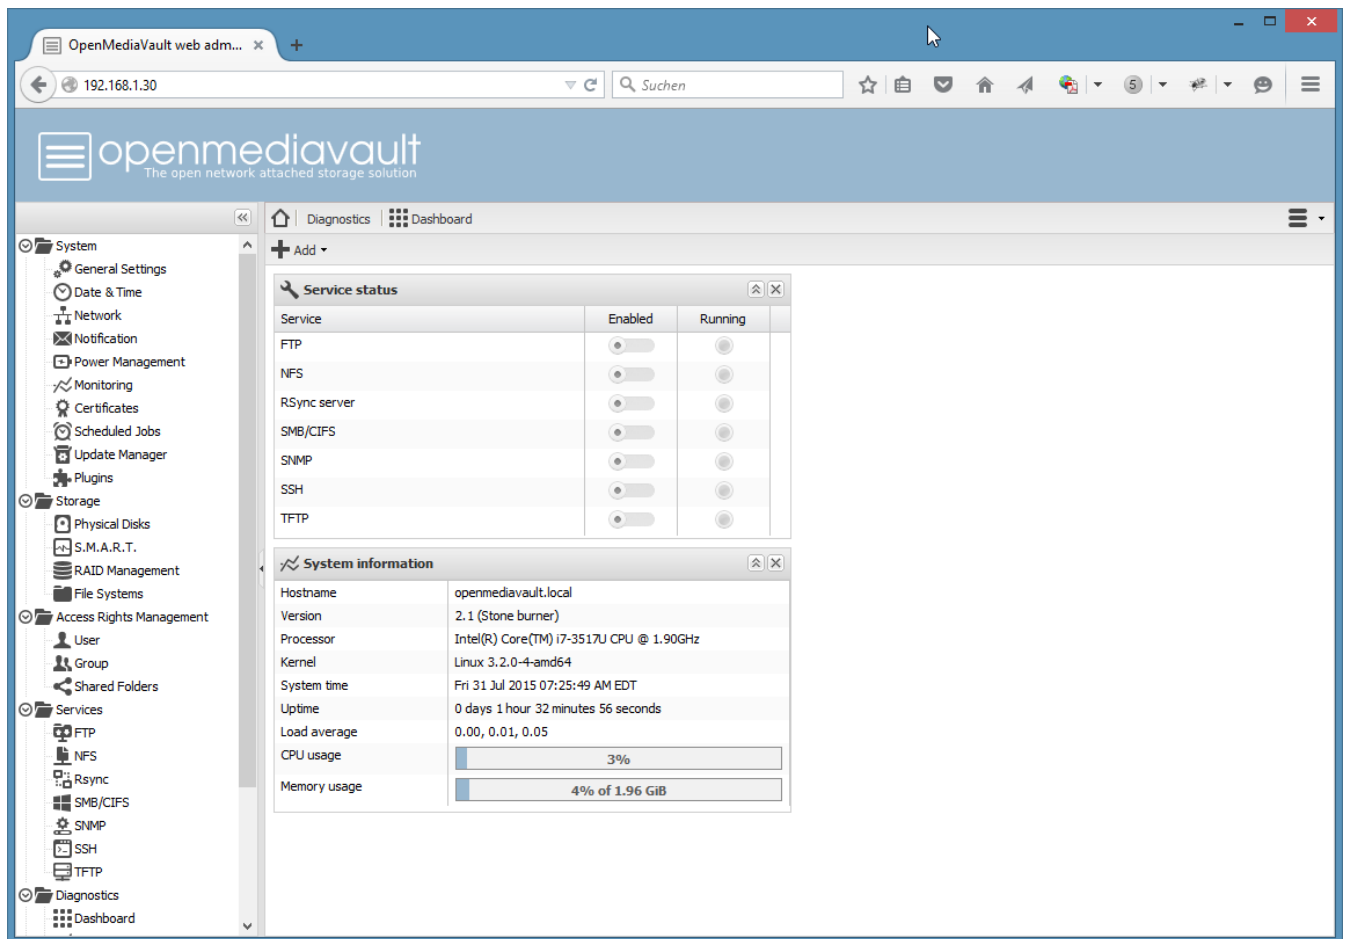 OpenMediaVault web adm...
192.168.1.30
Suchen
5
openmediavault
The open network attached storage solution
Diagnostics
Dashboard
Add
System
General Settings
Date & Time
Network
Notification
Power Management
Monitoring
Certificates
Scheduled Jobs
Update Manager
Plugins
Storage
Physical Disks
S.M.A.R.T.
RAID Management
File Systems
Access Rights Management
User
Group
Shared Folders
Services
FTP
NFS
Rsync
SMB/CIFS
SNMP
SSH
TFTP
Diagnostics
Dashboard
Service status
Service Enabled Running
FTP
NFS
RSync server
SMB/CIFS
SNMP
SSH
TFTP
System information
Hostname openmediavault.local
Version 2.1 (Stone burner)
Processor Intel(R) Core(TM) i7-3517U CPU @ 1.90GHz
Kernel Linux 3.2.0-4-amd64
System time Fri 31 Jul 2015 07:25:49 AM EDT
Uptime 0 days 1 hour 32 minutes 56 seconds
Load average 0.00, 0.01, 0.05
CPU usage 3%
Memory usage 4% of 1.96 GiB